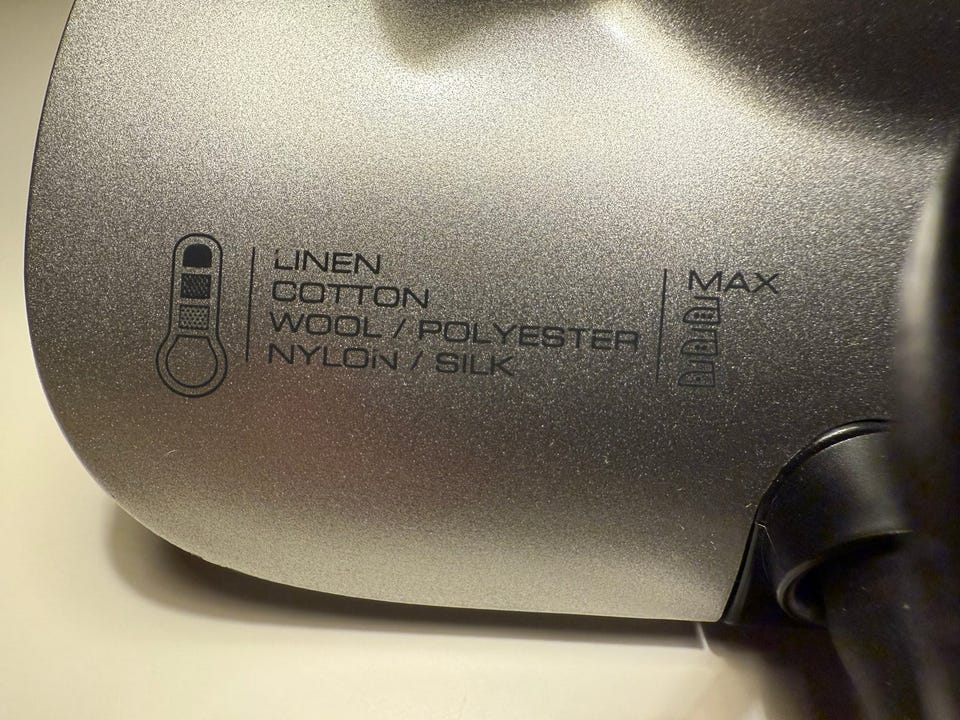 LINEN
COTTON
WOOL / POLYESTER
NYLON / SILK
MAX